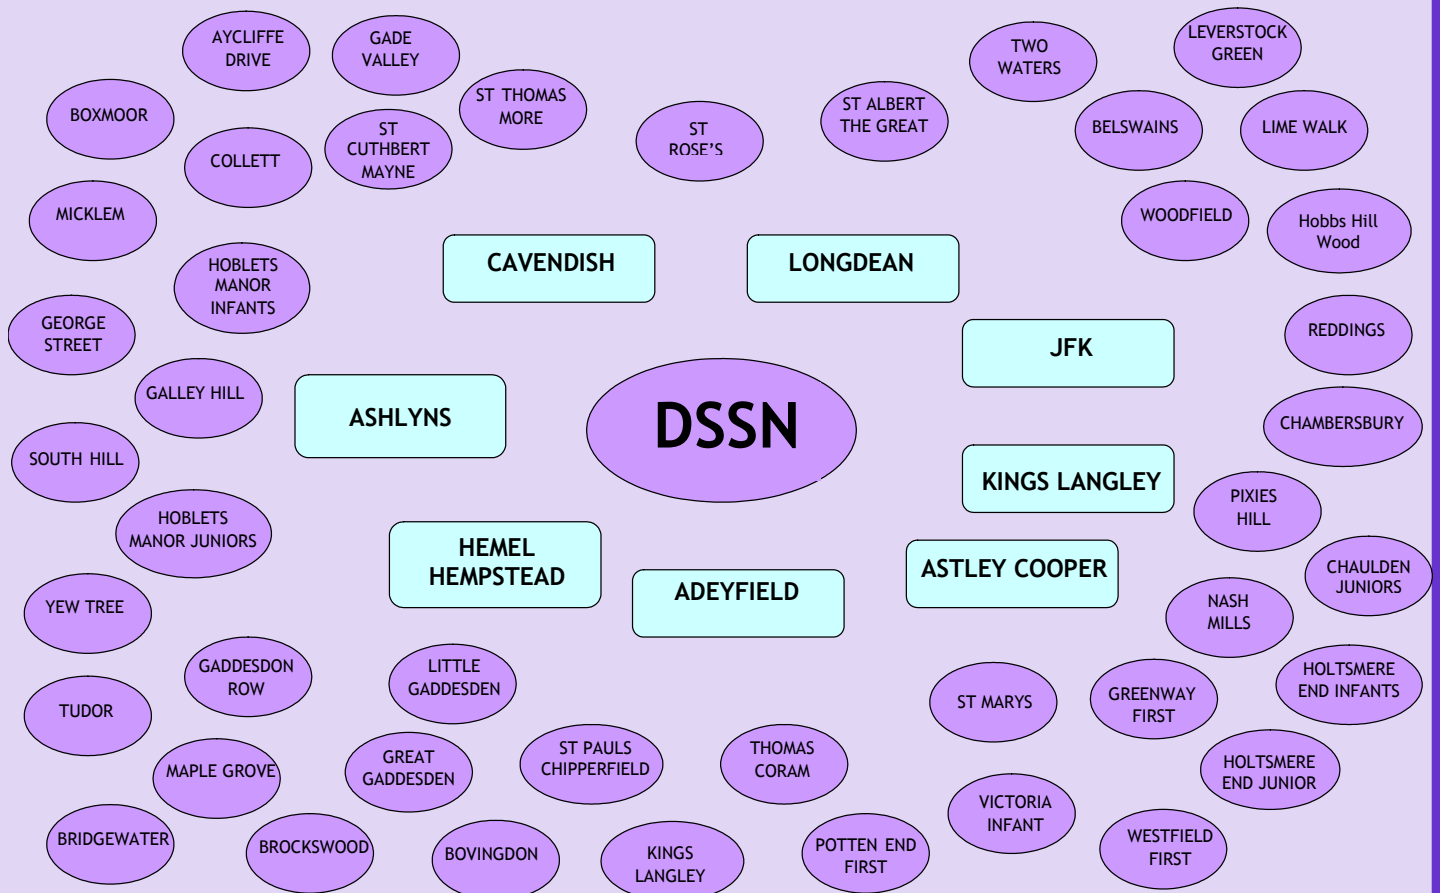 AYCLIFFE
DRIVE
GADE
VALLEY
ST THOMAS
MORE
BOXMOOR
COLLETT
ST
CUTHBERT
MAYNE
ST
ROSE'S
ST ALBERT
THE GREAT
TWO
WATERS
LEVERSTOCK
GREEN
BELSWAINS
LIME WALK
MICKLEM
WOODFIELD
Hobbs Hill
Wood
HOBLETS
MANOR
INFANTS
CAVENDISH
LONGDEAN
GEORGE
STREET
JFK
REDDINGS
GALLEY HILL
ASHLYNS
DSSN
CHAMBERSBURY
SOUTH HILL
KINGS LANGLEY
PIXIES
HILL
HOBLETS
MANOR JUNIORS
HEMEL
HEMPSTEAD
ADEYFIELD
ASTLEY COOPER
CHAULDEN
JUNIORS
YEW TREE
NASH
MILLS
GADDESDON
ROW
LITTLE
GADDESDEN
ST MARYS
GREENWAY
FIRST
HOLTSMERE
END INFANTS
TUDOR
MAPLE GROVE
GREAT
GADDESDEN
ST PAULS
CHIPPERFIELD
THOMAS
CORAM
HOLTSMERE
END JUNIOR
BRIDGEWATER
BROCKSWOOD
BOVINGDON
KINGS
LANGLEY
POTTEN END
FIRST
VICTORIA
INFANT
WESTFIELD
FIRST